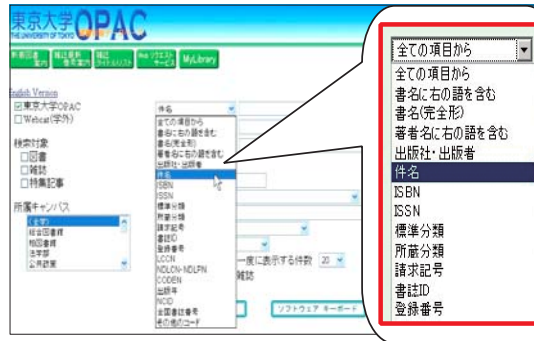 東京大学OPAC
THE UNIVERSITY OF TOKYO
MyLibrary
English Version
東京大学OPAC
Webcat(学外)
検索対象
図書
雑誌
特集記事
所属キャンパス
(全学)
総合図書館
柏図書館
法学部
公共政策
件名
全ての項目から
書名に右の語を含む
書名(完全形)
著者名に右の語を含む
出版社・出版者
件名
ISBN
ISSN
標準分類
所蔵分類
請求記号
書誌ID
登録番号
LCCN
NDLCN・NDLPN
CODEN
出版年
NCID
全国書誌番号
その他のコード
一度に表示する件数 20
雑誌
ソフトウェア キーボード
全ての項目から
全ての項目から
書名に右の語を含む
書名(完全形)
著者名に右の語を含む
出版社・出版者
件名
ISBN
ISSN
標準分類
所蔵分類
請求記号
書誌ID
登録番号